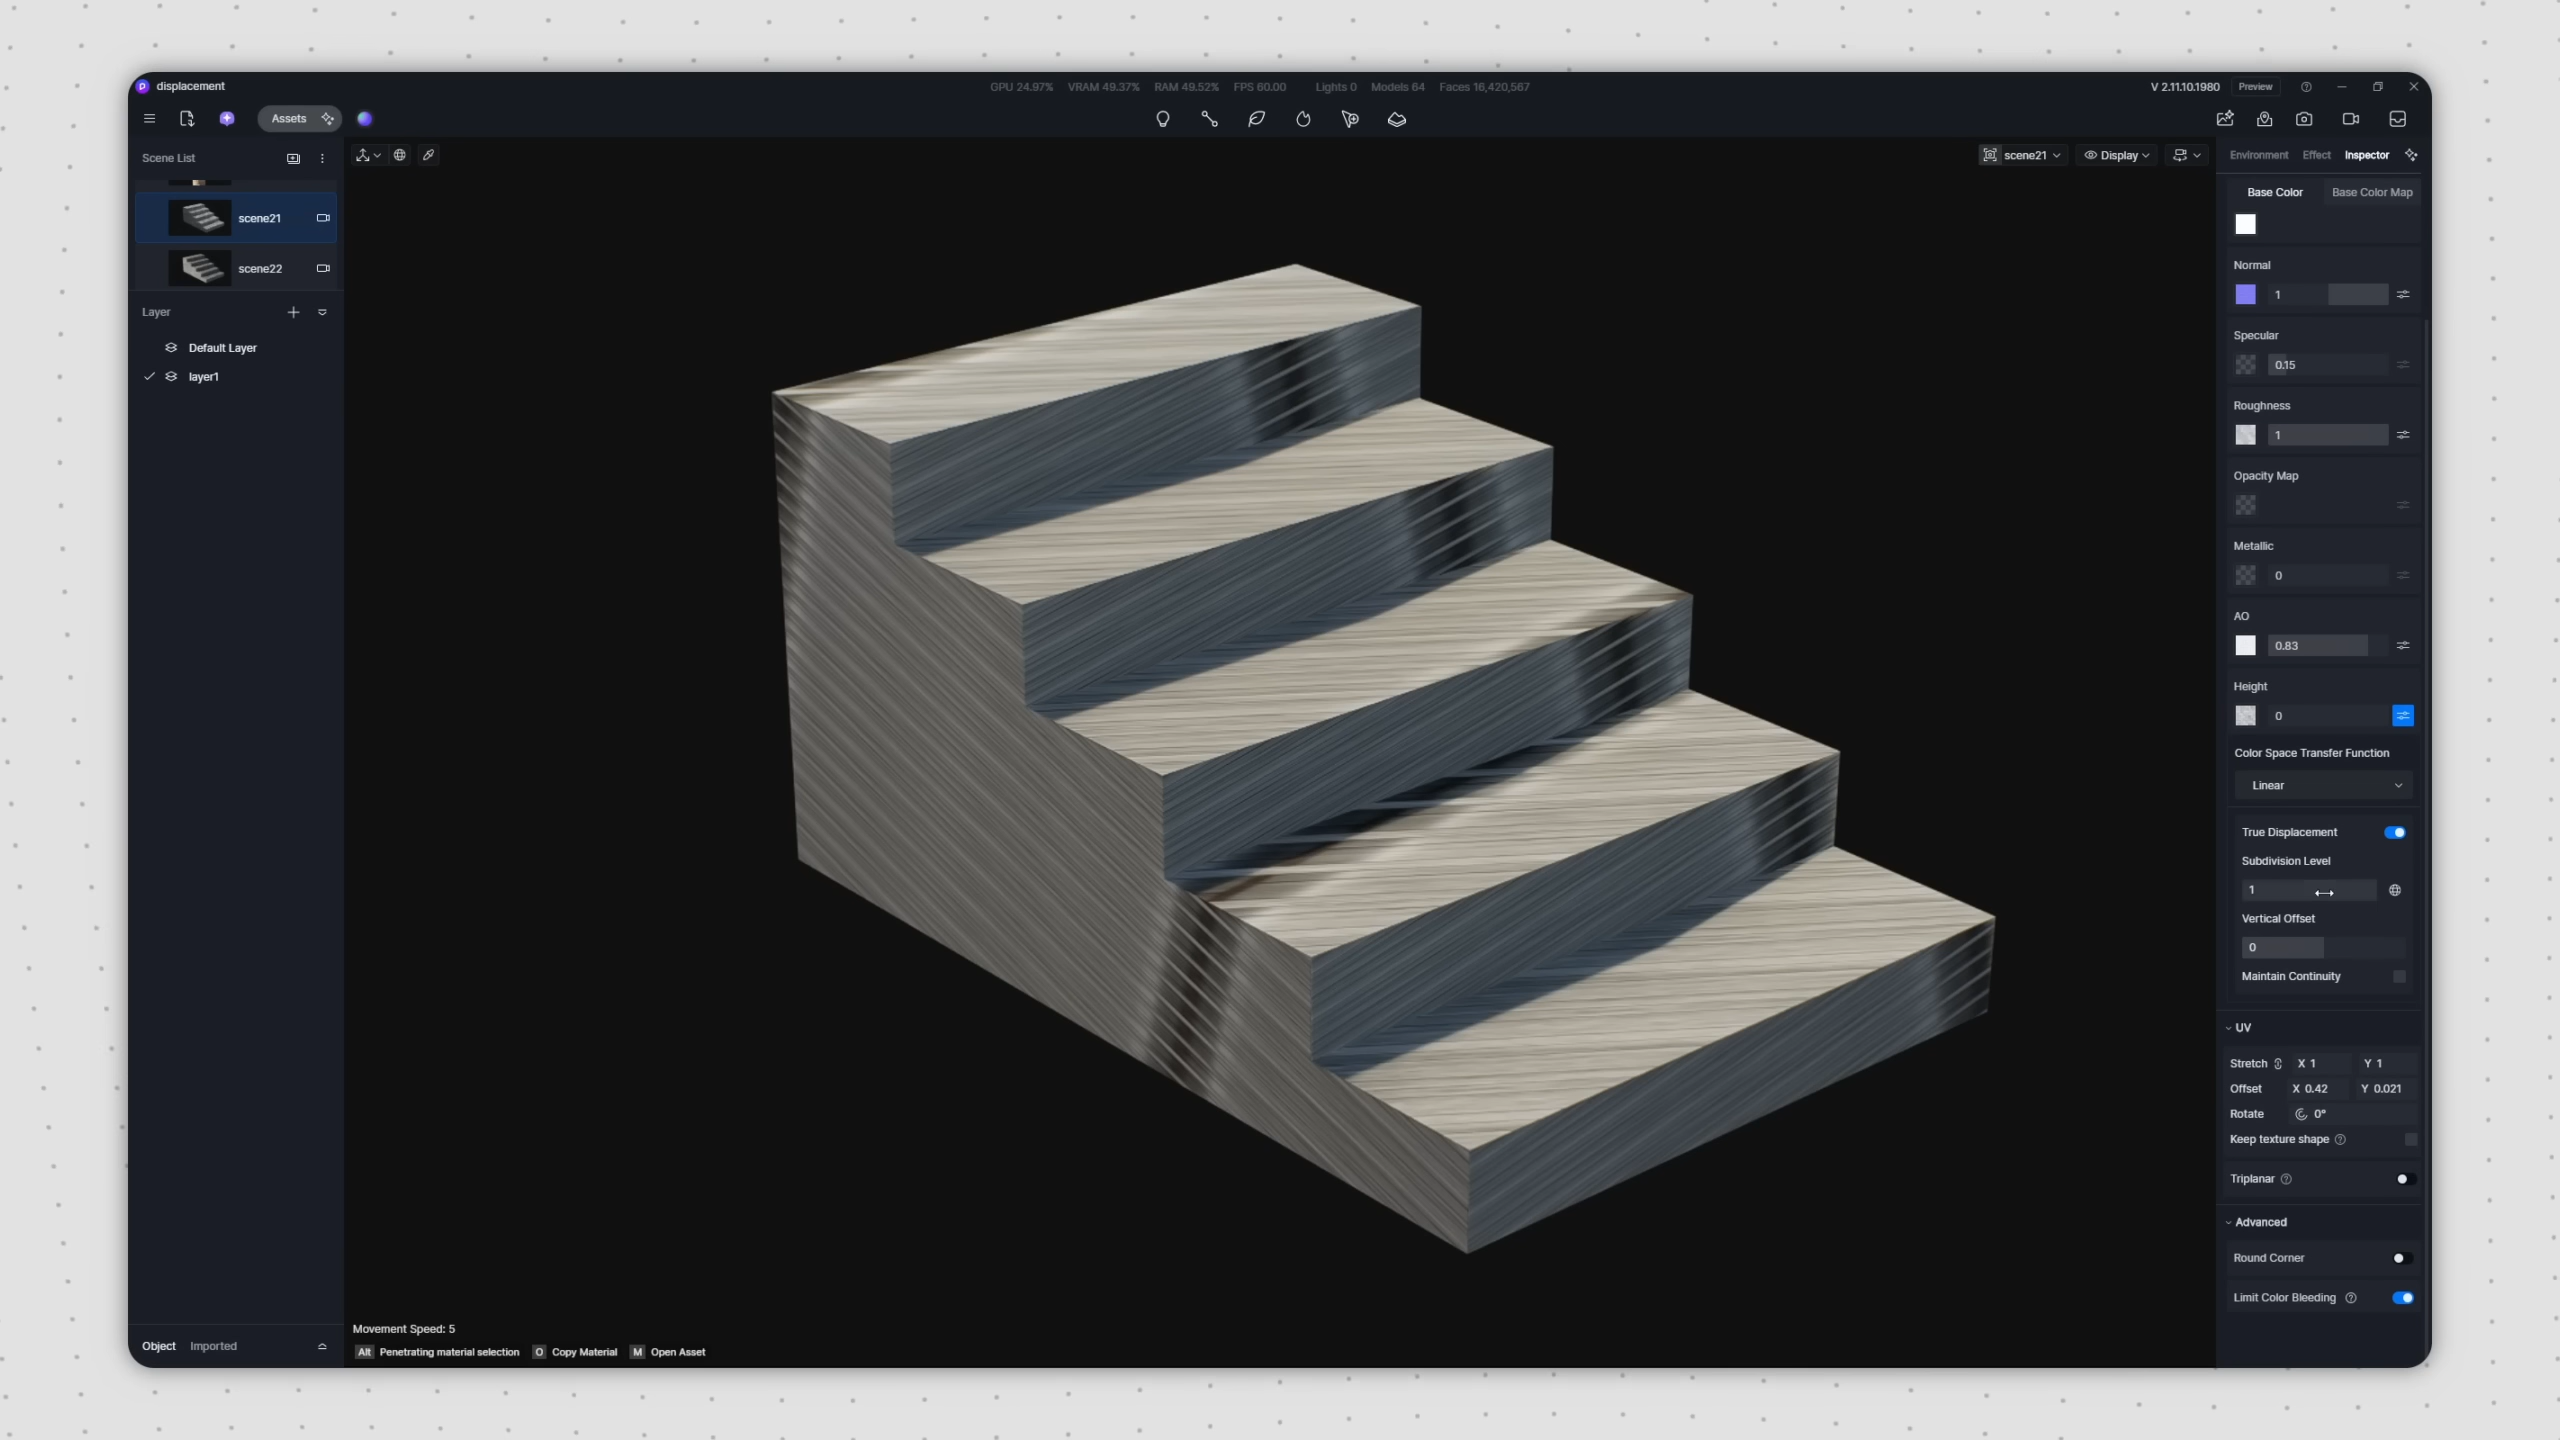 displacement
GPU 24.97% VRAM 49.37% RAM 49.52% FPS 60.00 Lights 0 Models 64 Faces 16,420,567
V 2.11.10.1980 Preview
Assets
Scene List
scene21
scene22
Layer
Default Layer
layer1
Object Imported
scene21 Display
Movement Speed: 5
Alt Penetrating material selection O Copy Material M Open Asset
Environment Effect Inspector
Base Color Base Color Map
Normal
1
Specular
0.15
Roughness
1
Opacity Map
Metallic
0
AO
0.83
Height
0
Color Space Transfer Function
Linear
True Displacement
Subdivision Level
1
Vertical Offset
0
Maintain Continuity
UV
Stretch X 1 Y 1
Offset X 0.42 Y 0.021
Rotate 0°
Keep texture shape
Triplanar
Advanced
Round Corner
Limit Color Bleeding